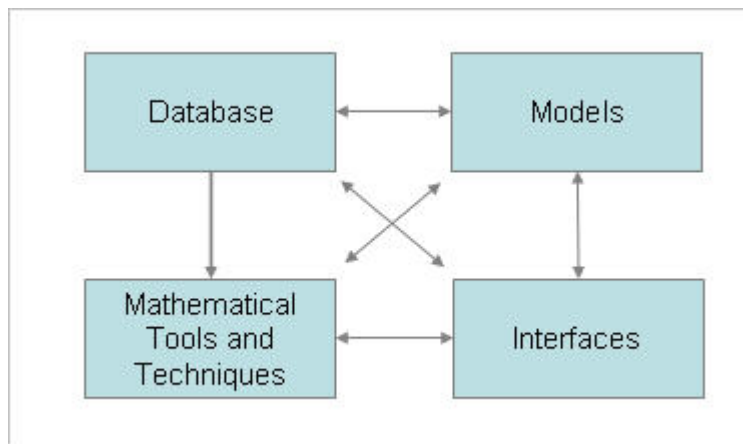 Database
Models
Mathematical
Tools and
Techniques
Interfaces